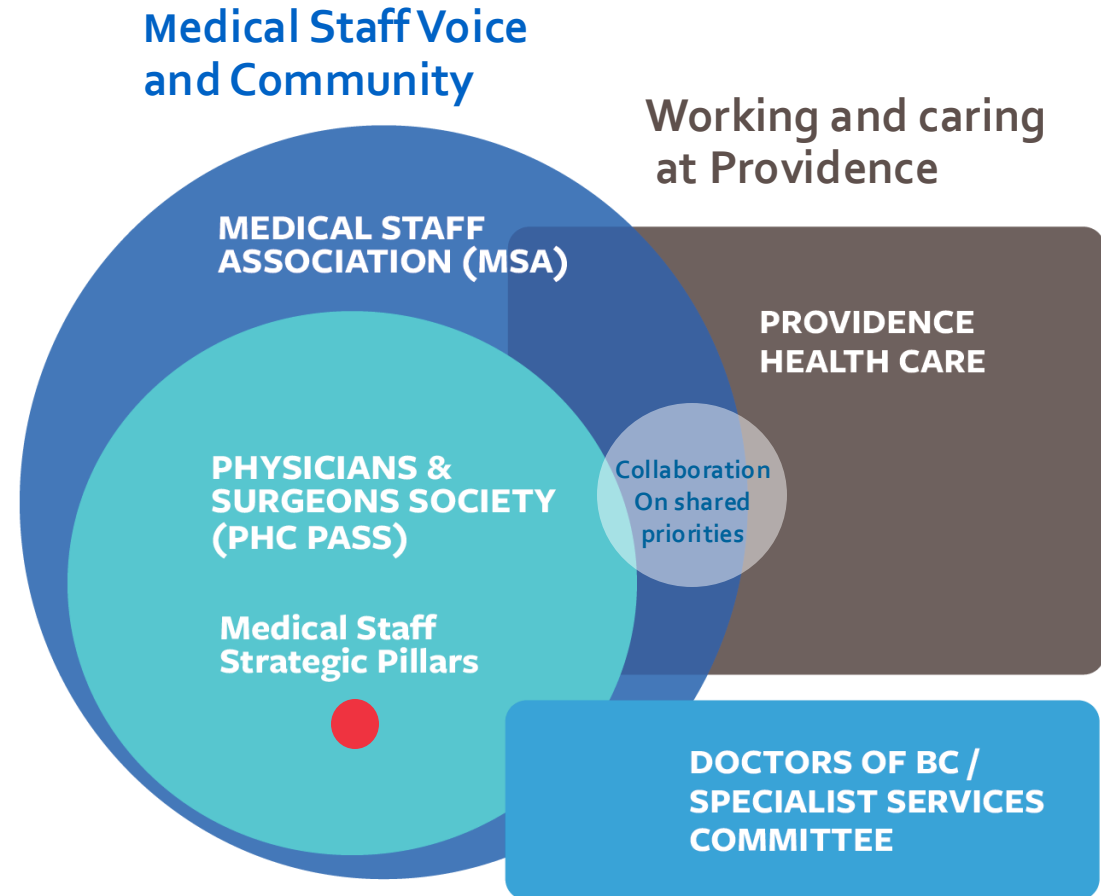 Medical Staff Voice
and Community
Working and caring
at Providence
MEDICAL STAFF
ASSOCIATION (MSA)
PROVIDENCE
HEALTH CARE
PHYSICIANS &
SURGEONS SOCIETY
(PHC PASS)
Collaboration
On shared
priorities
Medical Staff
Strategic Pillars
DOCTORS OF BC /
SPECIALIST SERVICES
COMMITTEE